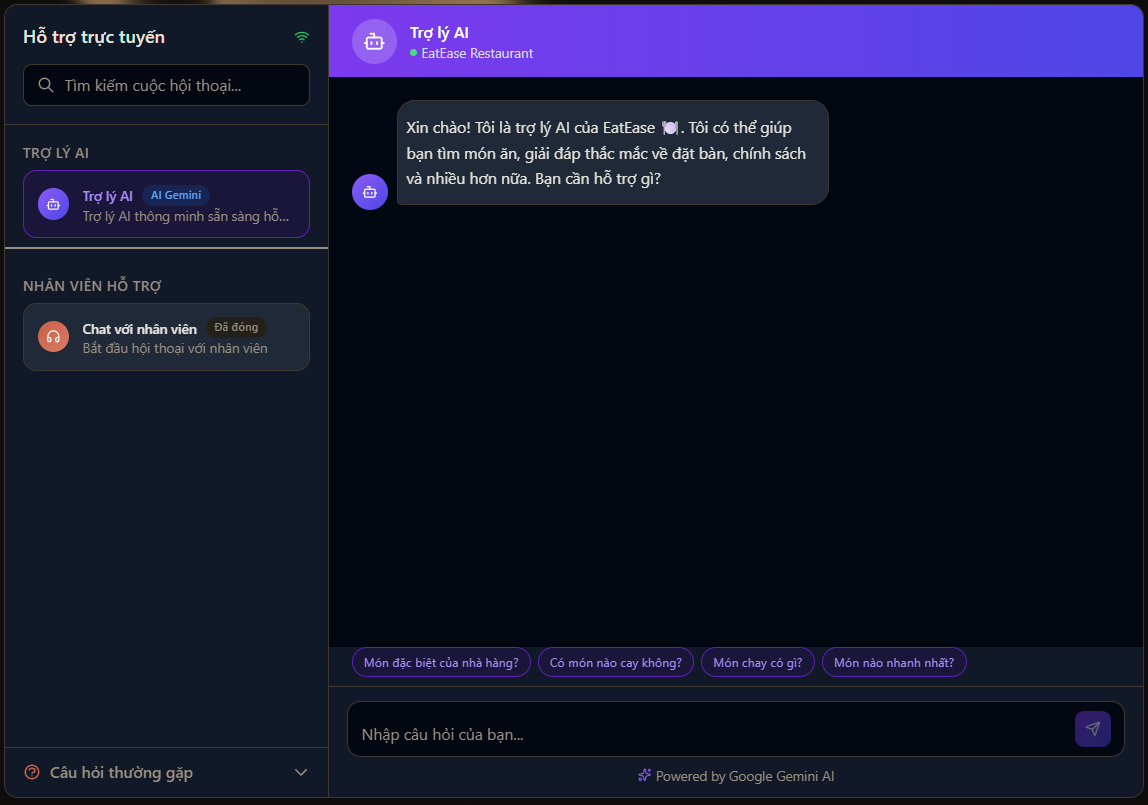 Hỗ trợ trực tuyến
Tìm kiếm cuộc hội thoại...
TRỢ LÝ AI
Trợ lý AI AI Gemini
Trợ lý AI thông minh sẵn sàng hỗ...
NHÂN VIÊN HỖ TRỢ
Chat với nhân viên Đã đóng
Bắt đầu hội thoại với nhân viên
Câu hỏi thường gặp
Trợ lý AI
EatEase Restaurant
Xin chào! Tôi là trợ lý AI của EatEase 🍽️. Tôi có thể giúp
bạn tìm món ăn, giải đáp thắc mắc về đặt bàn, chính sách
và nhiều hơn nữa. Bạn cần hỗ trợ gì?
Món đặc biệt của nhà hàng? Có món nào cay không? Món chay có gì? Món nào nhanh nhất?
Nhập câu hỏi của bạn...
Powered by Google Gemini AI